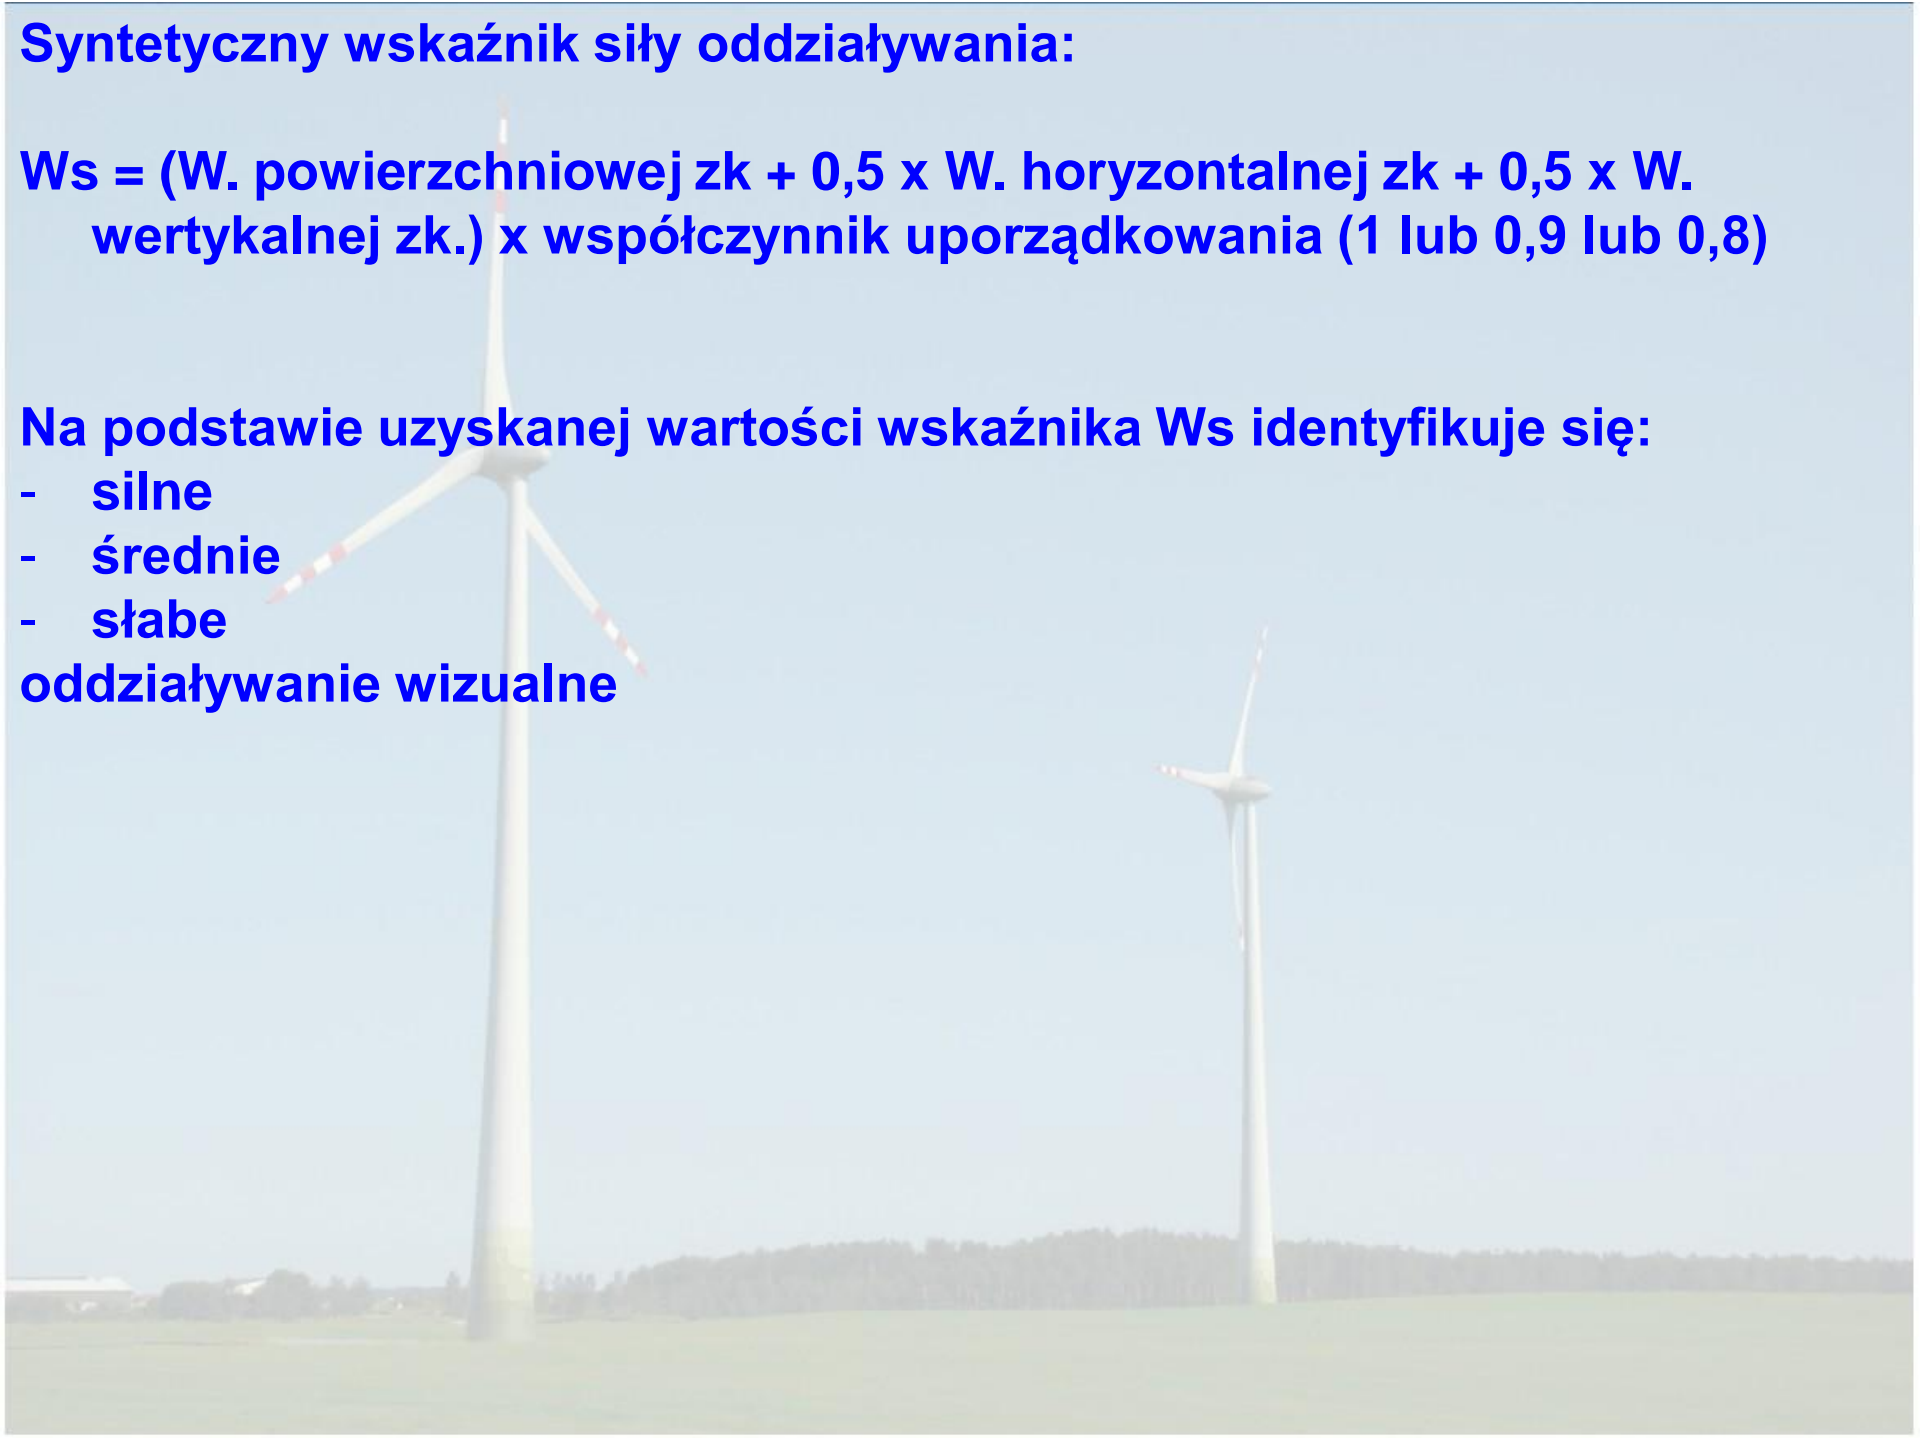 Syntetyczny wskaźnik siły oddziaływania:
Ws = (W. powierzchniowej zk + 0,5 x W. horyzontalnej zk + 0,5 x W.
wertykalnej zk.) x współczynnik uporządkowania (1 lub 0,9 lub 0,8)
Na podstawie uzyskanej wartości wskaźnika Ws identyfikuje się:
- silne
- średnie
- słabe
oddziaływanie wizualne